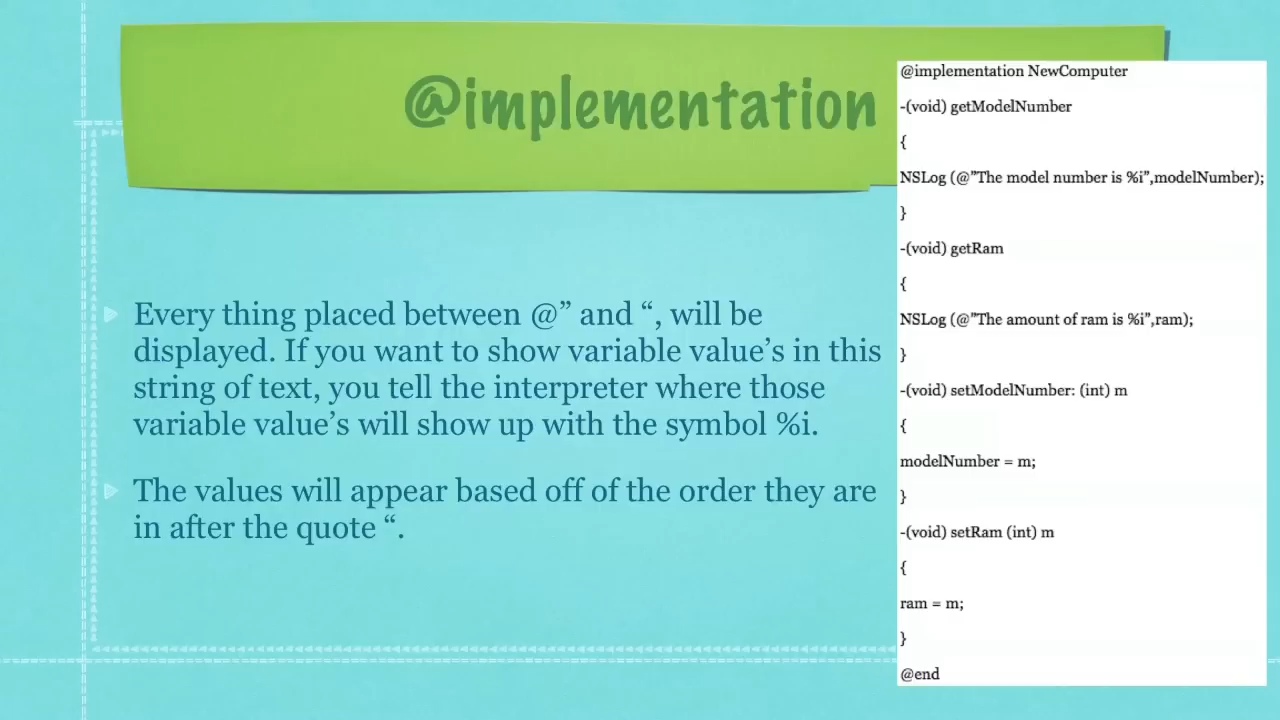 @implementation
Every thing placed between @” and “, will be
displayed. If you want to show variable value’s in this
string of text, you tell the interpreter where those
variable value’s will show up with the symbol %i.
The values will appear based off of the order they are
in after the quote “.
@implementation NewComputer
-(void) getModelNumber
{
NSLog (@”The model number is %i”,modelNumber);
}
-(void) getRam
{
NSLog (@”The amount of ram is %i”,ram);
}
-(void) setModelNumber: (int) m
{
modelNumber = m;
}
-(void) setRam (int) m
{
ram = m;
}
@end